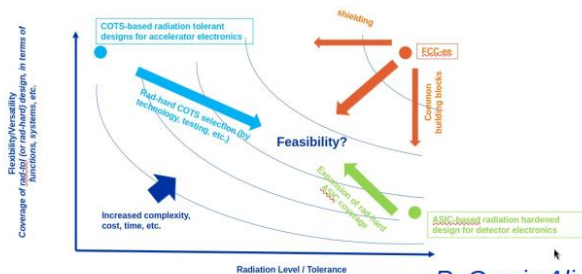 shielding
COTS-based radiation tolerant
designs for accelerator electronics
FCC-ee
Rad-hard COTS selection (by
technology, testing, etc.)
Common
building blocks
Flexibility/Versatility
Coverage of rad-tol (or rad-hard) design, in terms of
functions, systems, etc.
Feasibility?
Expansion of rad-hard
ASIC coverage
Increased complexity,
cost, time, etc.
ASIC-based radiation hardened
design for detector electronics
Radiation Level / Tolerance